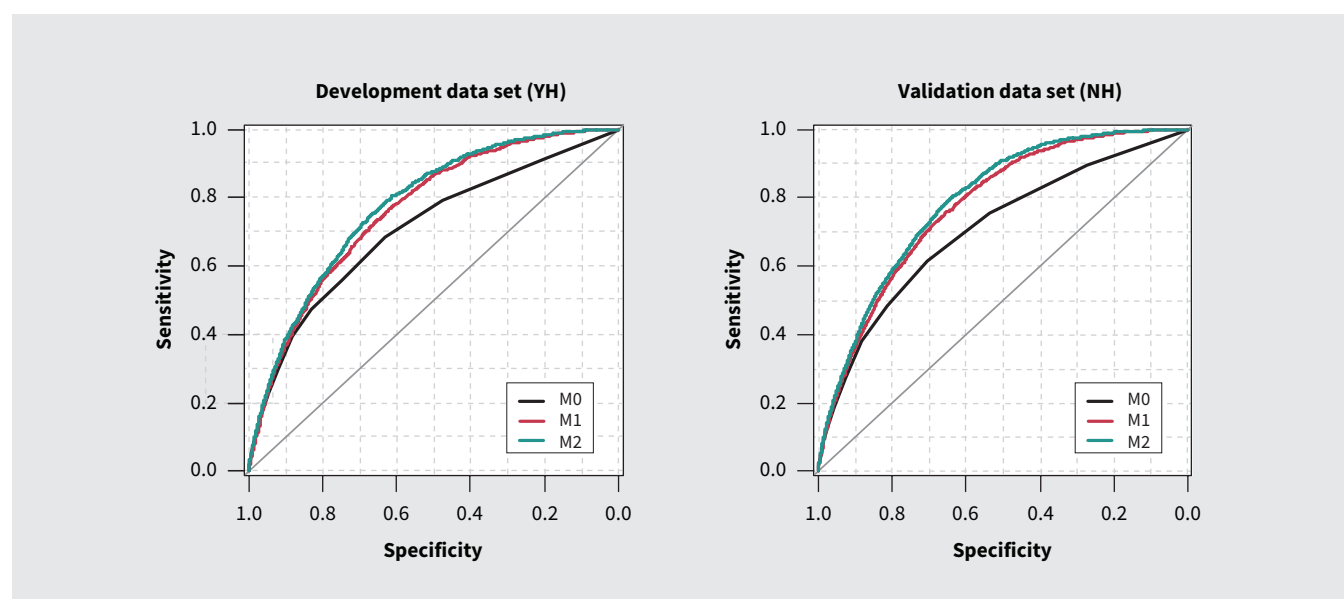 Development data set (YH)
1.0
0.8
0.6
0.4
0.2
0.0
Sensitivity
M0
M1
M2
1.0 0.8 0.6 0.4 0.2 0.0
Specificity
Validation data set (NH)
1.0
0.8
0.6
0.4
0.2
0.0
Sensitivity
M0
M1
M2
1.0 0.8 0.6 0.4 0.2 0.0
Specificity